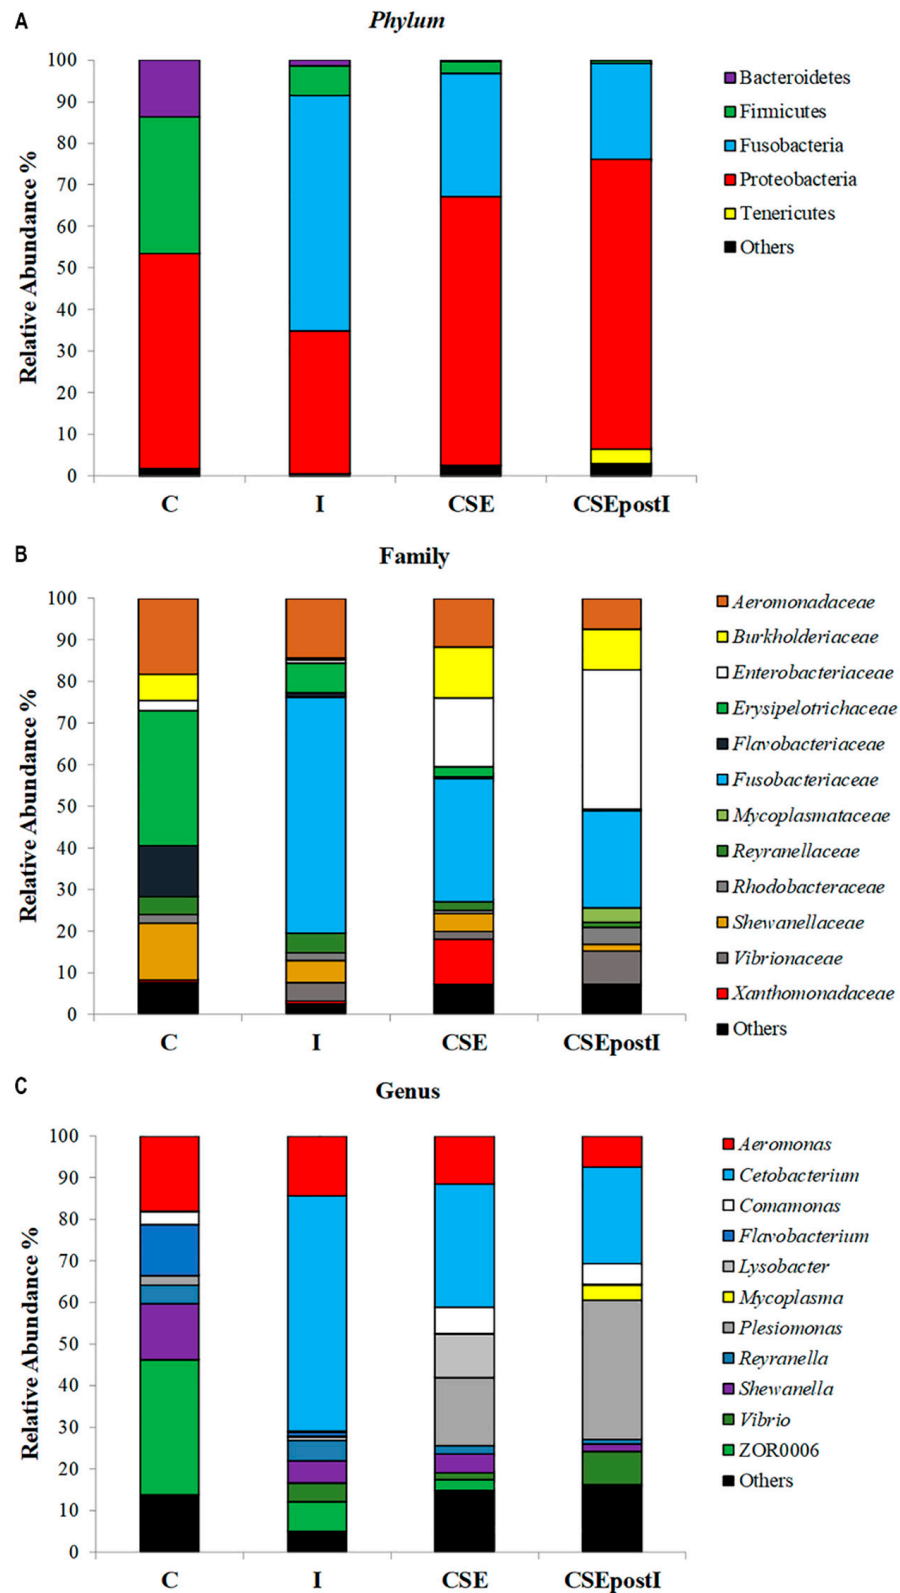 A
Phylum
Relative Abundance %
100
90
80
70
60
50
40
30
20
10
0
C I CSE CSEpostI
Bacteroidetes
Firmicutes
Fusobacteria
Proteobacteria
Tenericutes
Others
B
Family
Relative Abundance %
100
90
80
70
60
50
40
30
20
10
0
C I CSE CSEpostI
Aeromonadaceae
Burkholderiaceae
Enterobacteriaceae
Erysipelotrichaceae
Flavobacteriaceae
Fusobacteriaceae
Mycoplasmataceae
Reyranellaceae
Rhodobacteraceae
Shewanellaceae
Vibrionaceae
Xanthomonadaceae
Others
C
Genus
Relative Abundance %
100
90
80
70
60
50
40
30
20
10
0
C I CSE CSEpostI
Aeromonas
Cetobacterium
Comamonas
Flavobacterium
Lysobacter
Mycoplasma
Plesiomonas
Reyranella
Shewanella
Vibrio
ZOR0006
Others